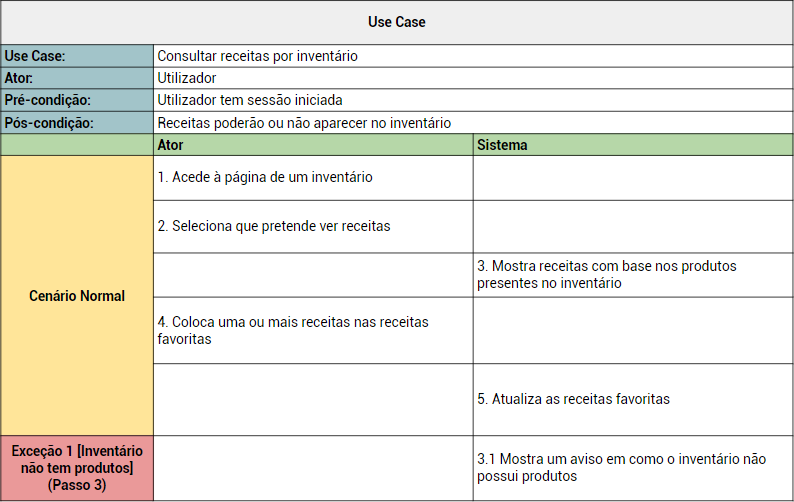 Use Case
Use Case: Consultar receitas por inventário
Ator: Utilizador
Pré-condição: Utilizador tem sessão iniciada
Pós-condição: Receitas poderão ou não aparecer no inventário
Ator Sistema
Cenário Normal
1. Acede à página de um inventário
2. Seleciona que pretende ver receitas
3. Mostra receitas com base nos produtos
presentes no inventário
4. Coloca uma ou mais receitas nas receitas
favoritas
5. Atualiza as receitas favoritas
Exceção 1 [Inventário
não tem produtos]
(Passo 3)
3.1 Mostra um aviso em como o inventário não
possui produtos